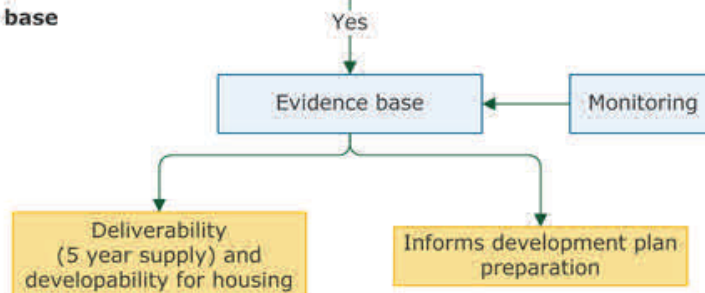 base
Yes
Evidence base
Monitoring
Deliverability
(5 year supply) and
developability for housing
Informs development plan
preparation